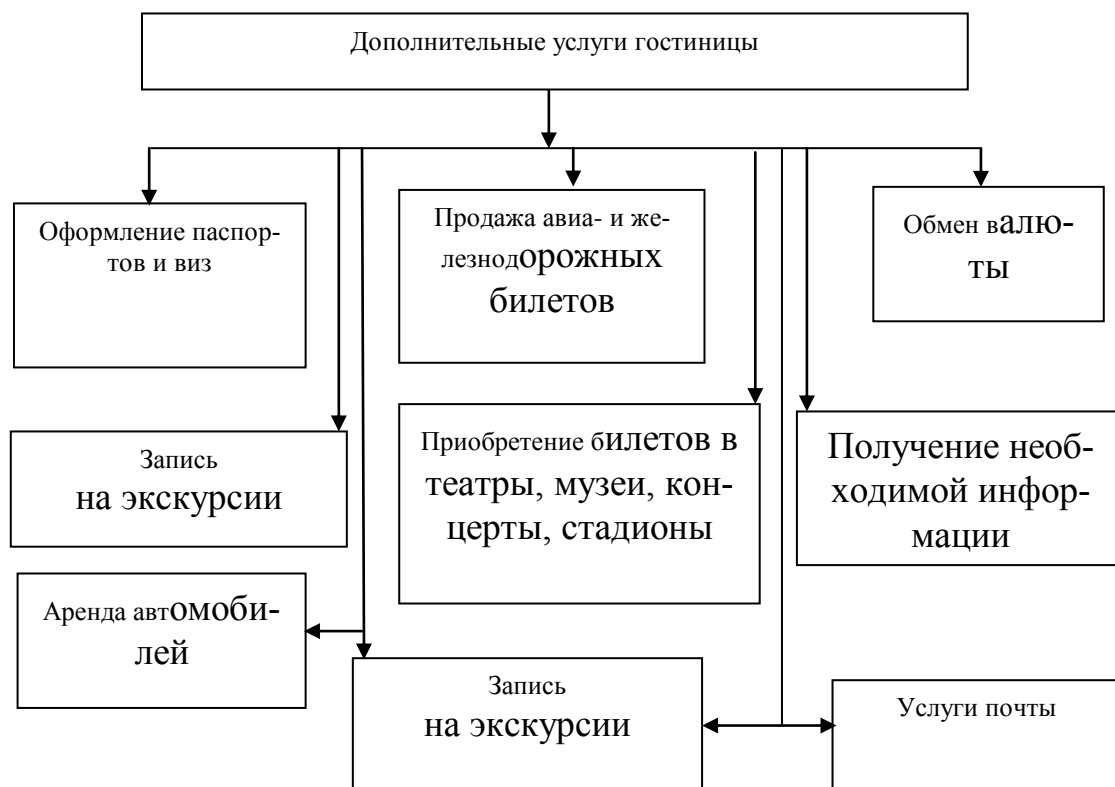 Дополнительные услуги гостиницы
Оформление паспор-
тов и виз
Продажа авиа- и же-
лезнодорожных
билетов
Обмен валю-
ты
Запись
на экскурсии
Приобретение билетов в
театры, музеи, кон-
церты, стадионы
Получение необ-
ходимой инфор-
мации
Аренда автомоби-
лей
Запись
на экскурсии
Услуги почты